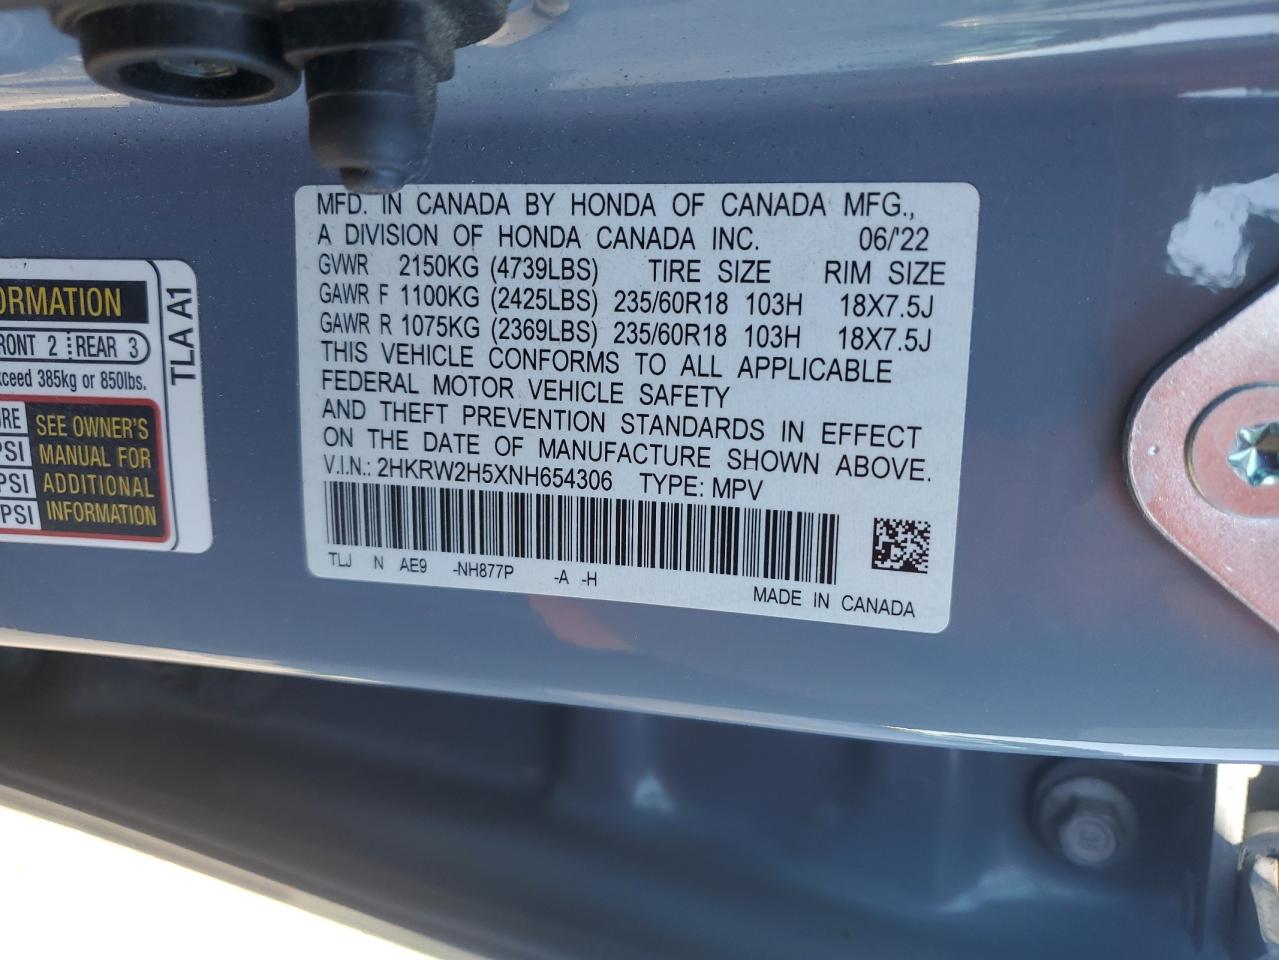 MFD. IN CANADA BY HONDA OF CANADA MFG.,
A DIVISION OF HONDA CANADA INC. 06/'22
GVWR 2150KG (4739LBS) TIRE SIZE RIM SIZE
GAWR F 1100KG (2425LBS) 235/60R18 103H 18X7.5J
GAWR R 1075KG (2369LBS) 235/60R18 103H 18X7.5J
THIS VEHICLE CONFORMS TO ALL APPLICABLE
FEDERAL MOTOR VEHICLE SAFETY
AND THEFT PREVENTION STANDARDS IN EFFECT
ON THE DATE OF MANUFACTURE SHOWN ABOVE.
V.I.N.: 2HKRW2H5XNH654306 TYPE: MPV
TLJ N AE9 -NH877P -A -H
MADE IN CANADA
ORMATION
RONT 2 REAR 3
xceed 385kg or 850lbs.
URE
PSI
PSI
PSI
SEE OWNER'S
MANUAL FOR
ADDITIONAL
INFORMATION
TLA A1